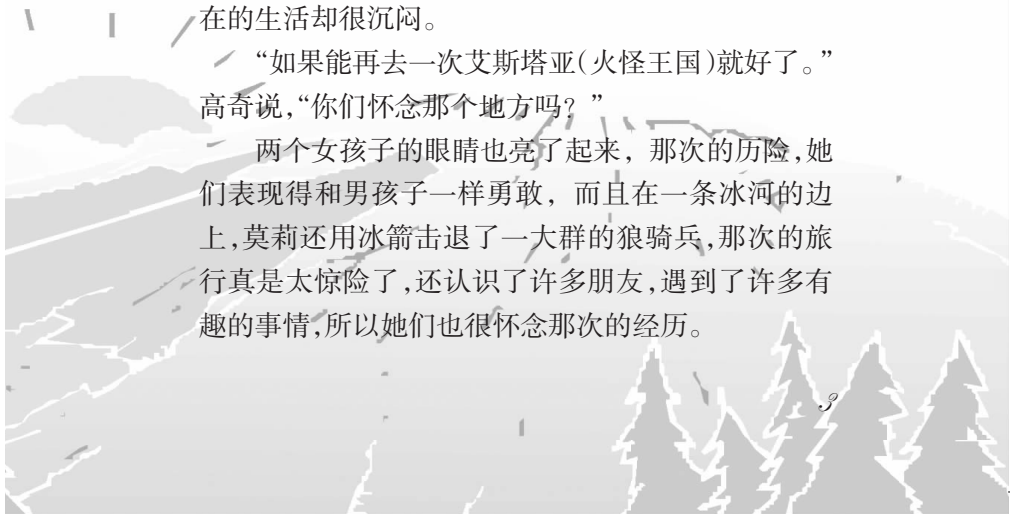 在的生活却很沉闷。
“如果能再去一次艾斯塔亚(火怪王国)就好了。”
高奇说,“你们怀念那个地方吗？”
两个女孩子的眼睛也亮了起来，那次的历险,她
们表现得和男孩子一样勇敢，而且在一条冰河的边
上,莫莉还用冰箭击退了一大群的狼骑兵,那次的旅
行真是太惊险了,还认识了许多朋友,遇到了许多有
趣的事情,所以她们也很怀念那次的经历。
3